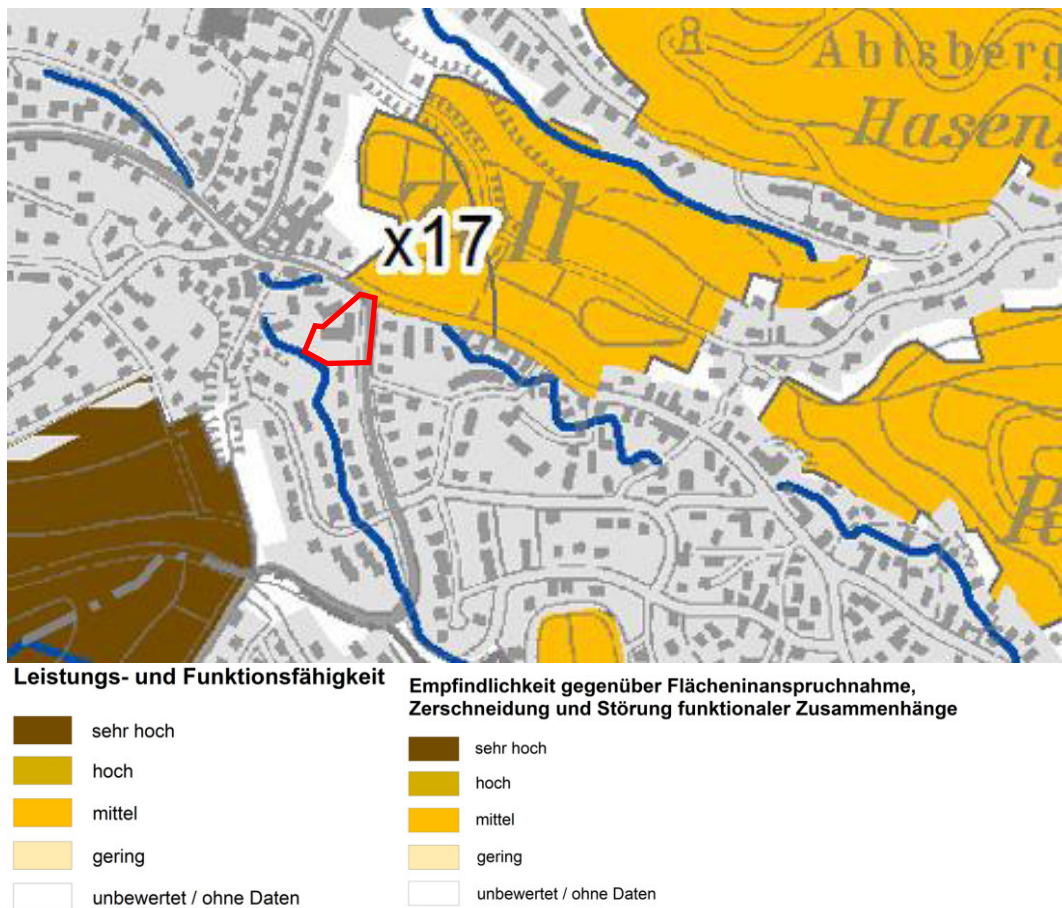 Abtsberg
Hasen
Zell
x17
Leistungs- und Funktionsfähigkeit
sehr hoch
hoch
mittel
gering
unbewertet / ohne Daten
Empfindlichkeit gegenüber Flächeninanspruchnahme,
Zerschneidung und Störung funktionaler Zusammenhänge
sehr hoch
hoch
mittel
gering
unbewertet / ohne Daten